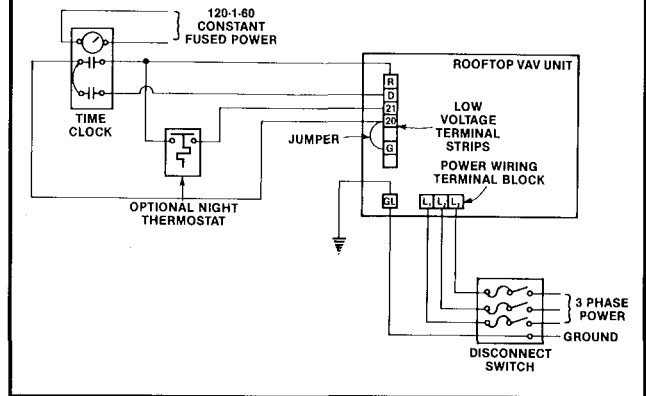 120-1-60
CONSTANT
FUSED POWER
TIME
CLOCK
OPTIONAL NIGHT
THERMOSTAT
ROOFTOP VAV UNIT
R
D
21
20
G
JUMPER
LOW
VOLTAGE
TERMINAL
STRIPS
POWER WIRING
TERMINAL BLOCK
GL
L1 L2 L3
3 PHASE
POWER
GROUND
DISCONNECT
SWITCH